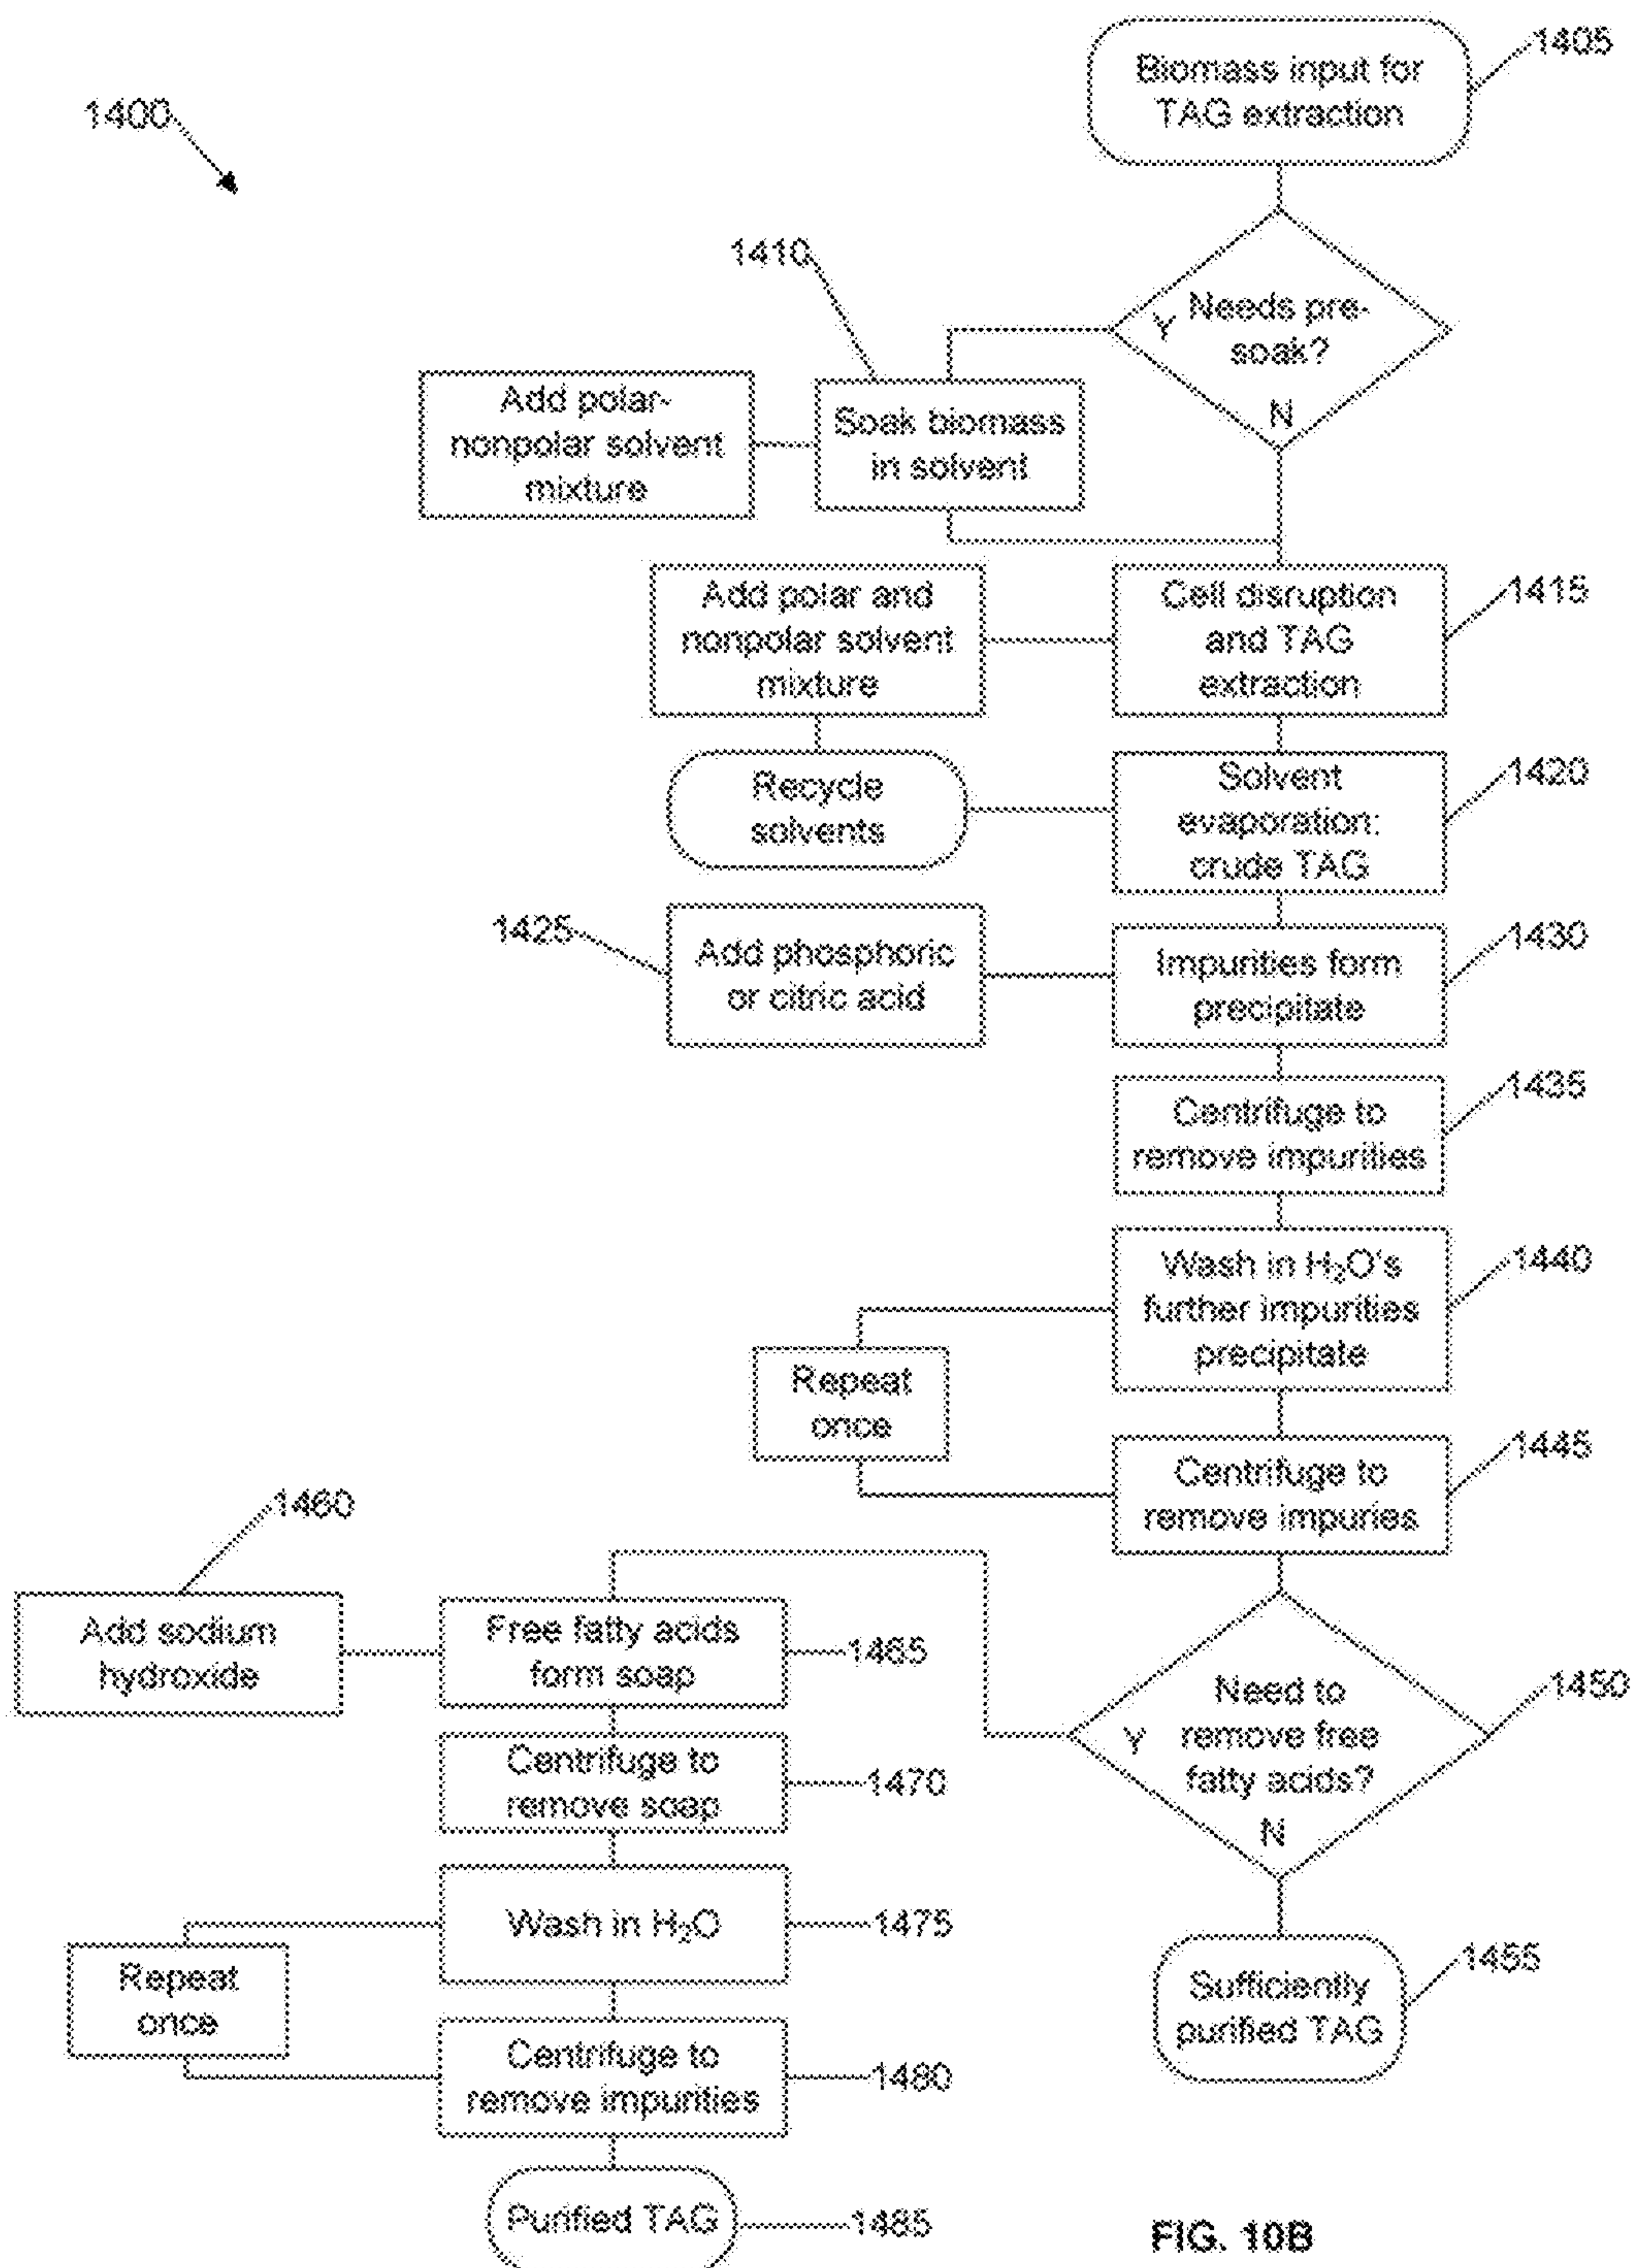 1405
Biomass input for
TAG extraction
1400
1410
Y
Needs pre-
soak?
N
Add polar-
nonpolar solvent
mixture
Soak biomass
in solvent
Add polar and
nonpolar solvent
mixture
Cell disruption
and TAG
extraction
1415
Recycle
solvents
Solvent
evaporation:
crude TAG
1420
1425
Add phosphoric
or citric acid
Impurities form
precipitate
1430
Centrifuge to
remove impurities
1435
Wash in H₂O's
further impurities
precipitate
1440
Repeat
once
Centrifuge to
remove impuries
1445
1460
Add sodium
hydroxide
Free fatty acids
form soap
1465
Y
Need to
remove free
fatty acids?
N
1450
Centrifuge to
remove soap
1470
Wash in H₂O
1475
Repeat
once
Centrifuge to
remove impurities
1480
Sufficiently
purified TAG
1455
Purified TAG
1485
FIG. 10B